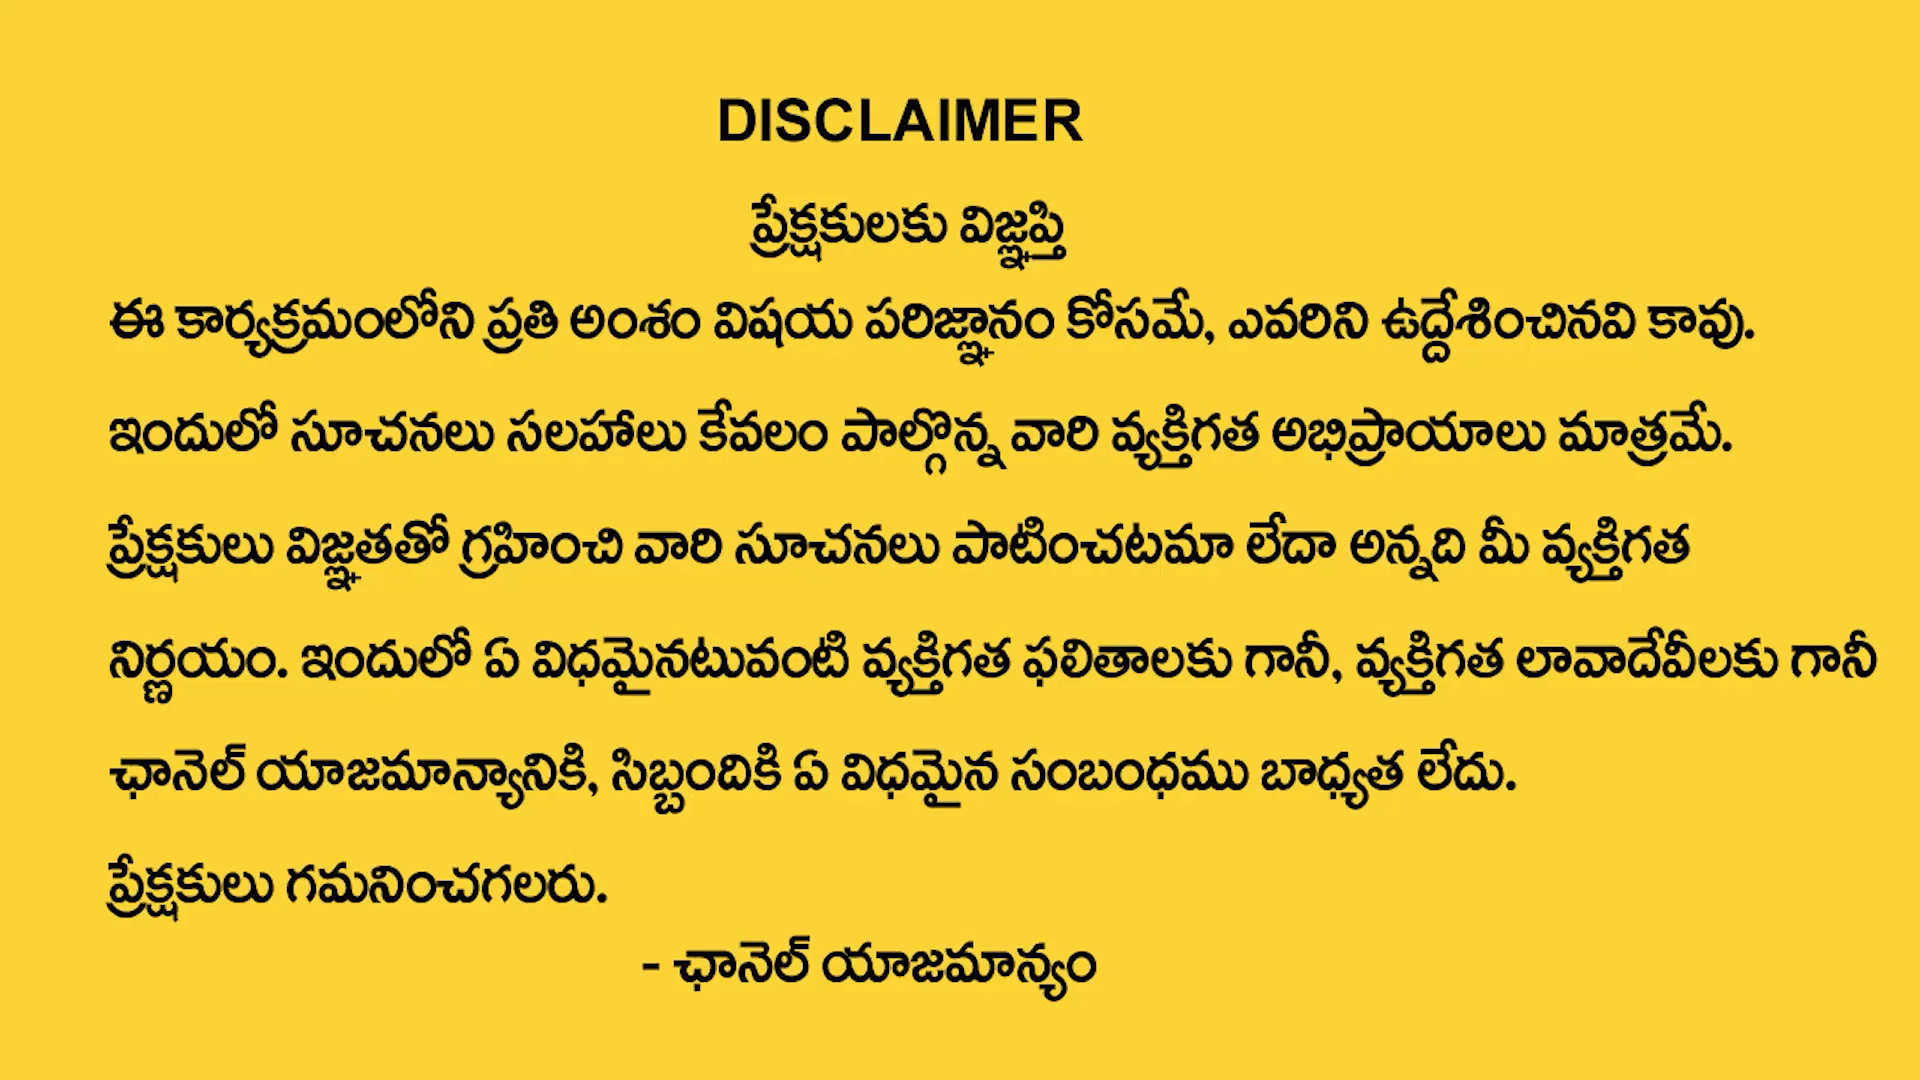 DISCLAIMER
ప్రేక్షకులకు విజ్ఞప్తి
ఈ కార్యక్రమంలోని ప్రతి అంశం విషయ పరిజ్ఞానం కోసమే, ఎవరిని ఉద్దేశించినవి కావు.
ఇందులో సూచనలు సలహాలు కేవలం పాల్గొన్న వారి వ్యక్తిగత అభిప్రాయాలు మాత్రమే.
ప్రేక్షకులు విజ్ఞతతో గ్రహించి వారి సూచనలు పాటించటమా లేదా అన్నది మీ వ్యక్తిగత
నిర్ణయం. ఇందులో ఏ విధమైనటువంటి వ్యక్తిగత ఫలితాలకు గానీ, వ్యక్తిగత లావాదేవీలకు గానీ
ఛానెల్ యాజమాన్యానికి, సిబ్బందికి ఏ విధమైన సంబంధము బాధ్యత లేదు.
ప్రేక్షకులు గమనించగలరు.
- ఛానెల్ యాజమాన్యం